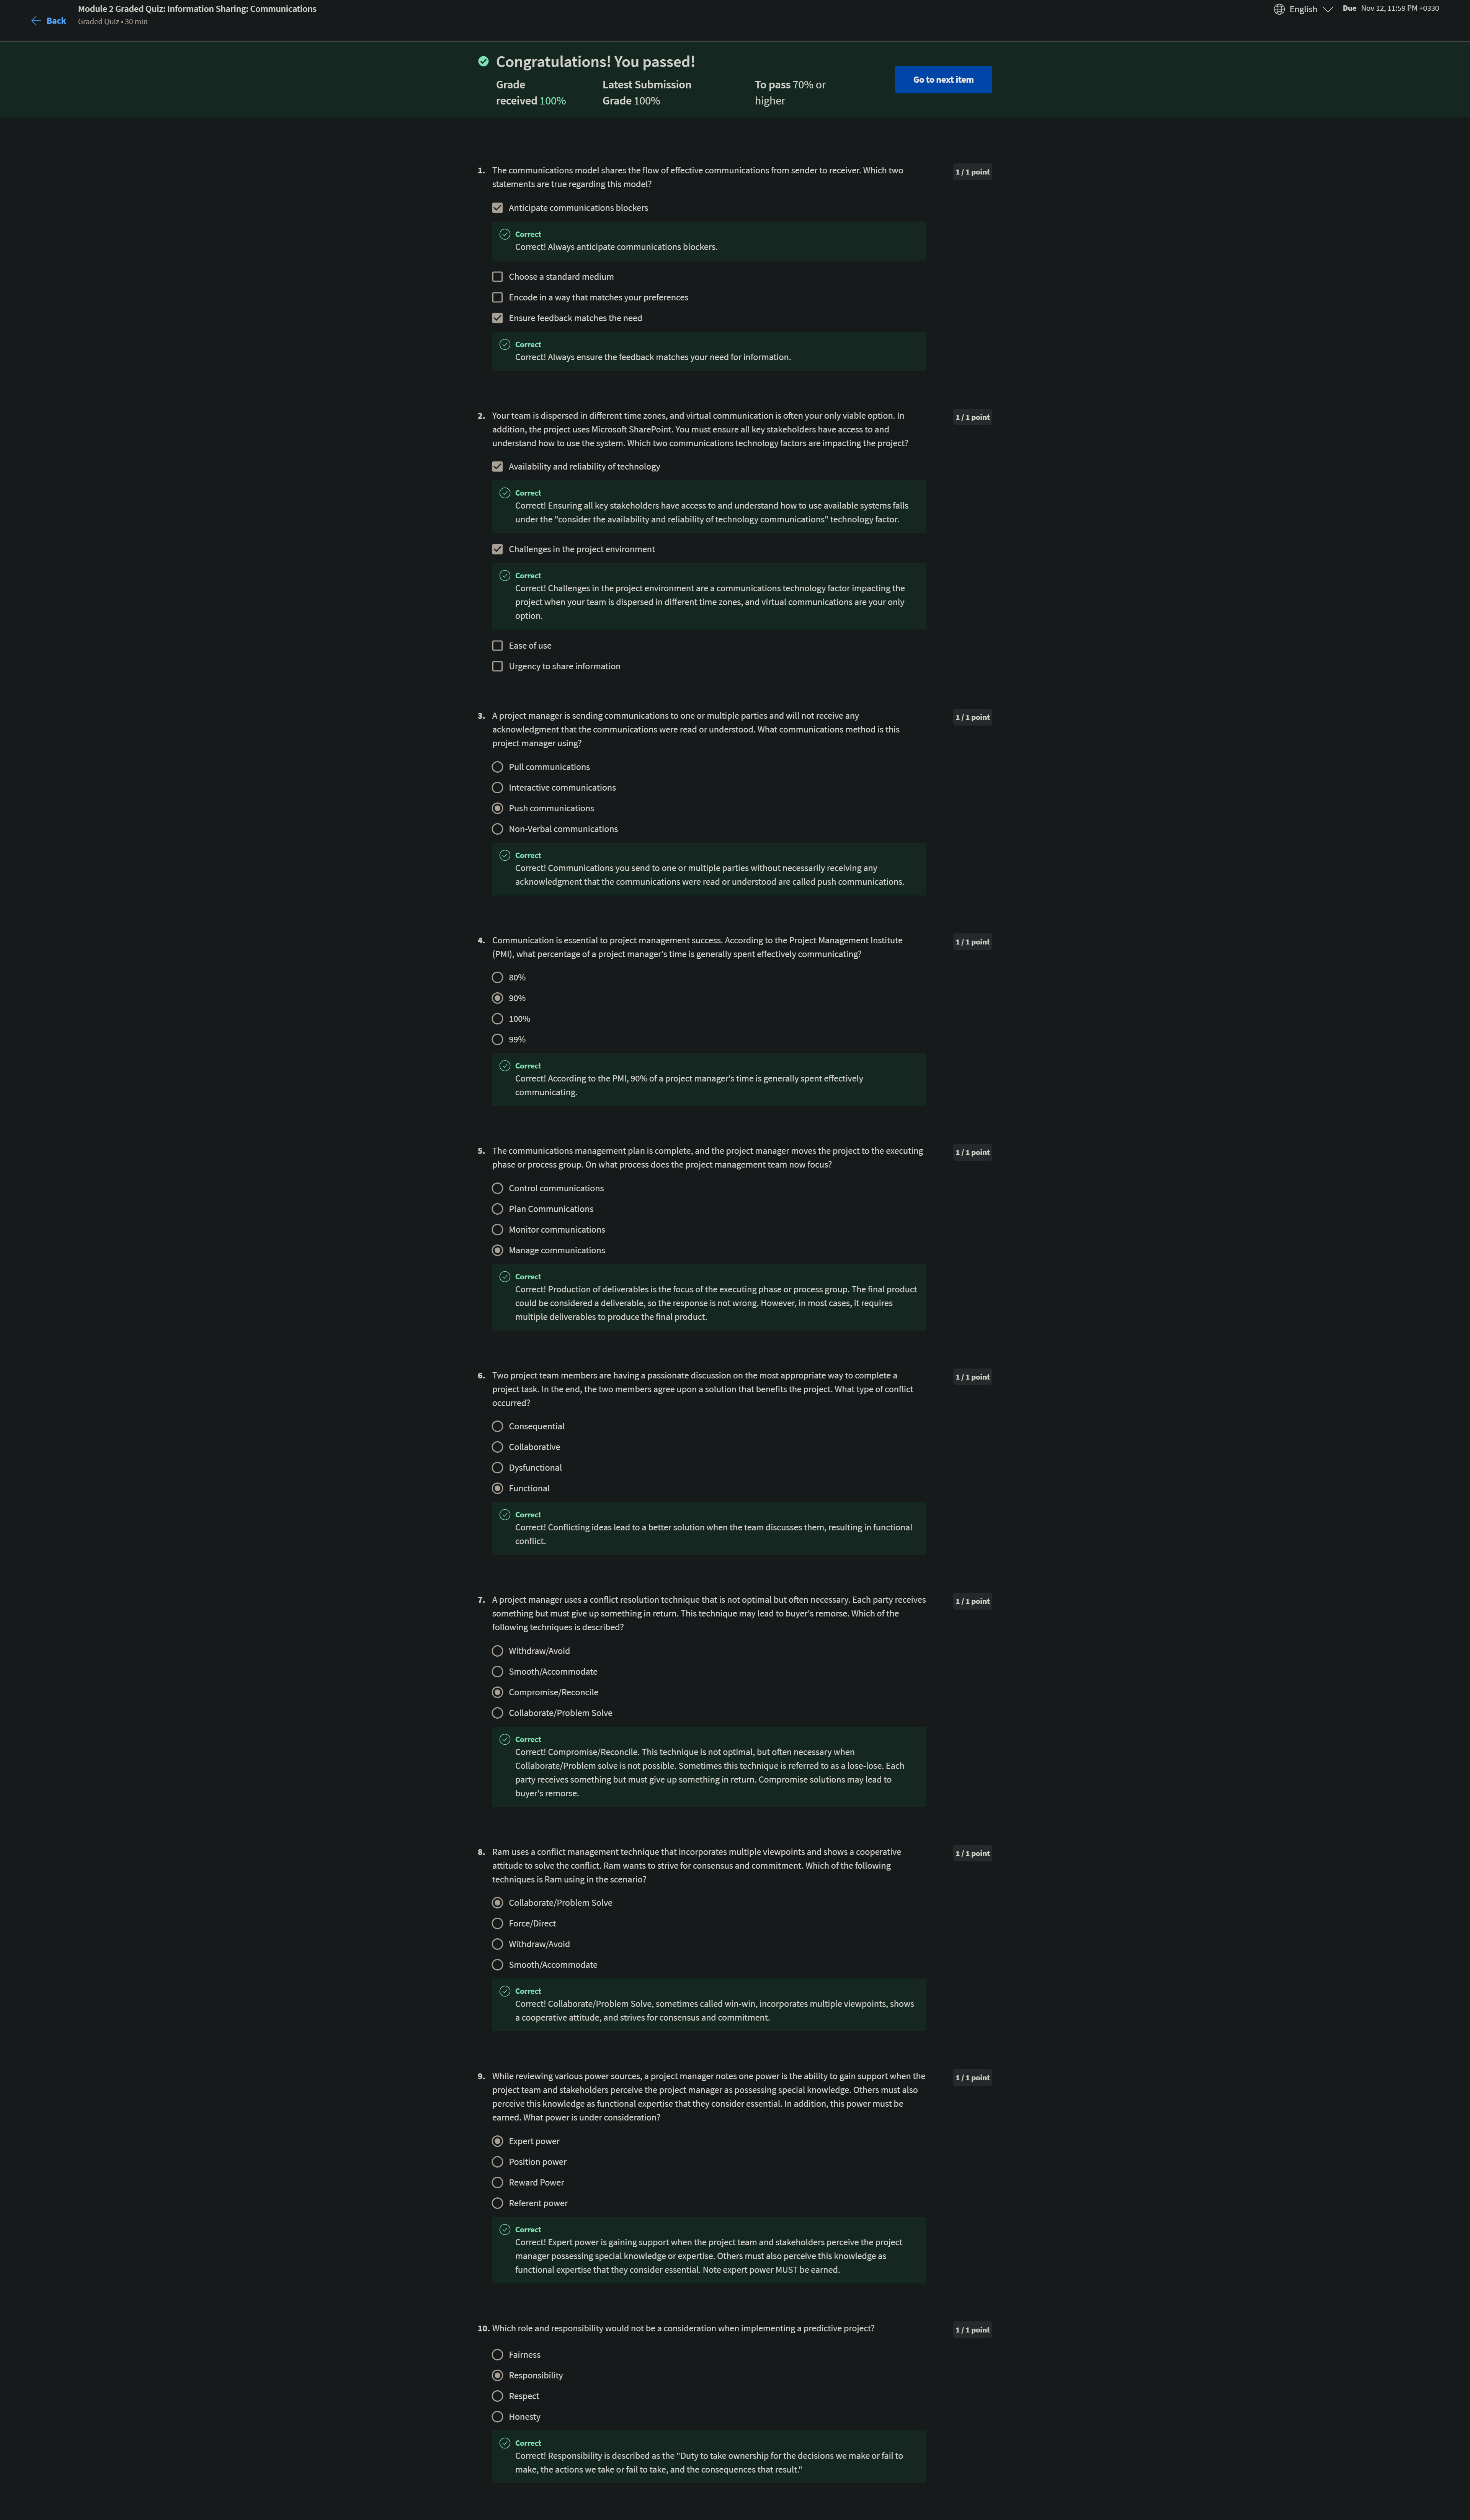 Back
Module 2 Graded Quiz: Information Sharing: Communications
Graded Quiz • 30 min
English
Due Nov 12, 11:59 PM +0330
Congratulations! You passed!
Grade received 100%
Latest Submission Grade 100%
To pass 70% or higher
Go to next item
1. The communications model shares the flow of effective communications from sender to receiver. Which two
statements are true regarding this model?
1 / 1 point
Anticipate communications blockers
Correct
Correct! Always anticipate communications blockers.
Choose a standard medium
Encode in a way that matches your preferences
Ensure feedback matches the need
Correct
Correct! Always ensure the feedback matches your need for information.
2. Your team is dispersed in different time zones, and virtual communication is often your only viable option. In
addition, the project uses Microsoft SharePoint. You must ensure all key stakeholders have access to and
understand how to use the system. Which two communications technology factors are impacting the project?
1 / 1 point
Availability and reliability of technology
Correct
Correct! Ensuring all key stakeholders have access to and understand how to use available systems falls
under the "consider the availability and reliability of technology communications" technology factor.
Challenges in the project environment
Correct
Correct! Challenges in the project environment are a communications technology factor impacting the
project when your team is dispersed in different time zones, and virtual communications are your only
option.
Ease of use
Urgency to share information
3. A project manager is sending communications to one or multiple parties and will not receive any
acknowledgment that the communications were read or understood. What communications method is this
project manager using?
1 / 1 point
Pull communications
Interactive communications
Push communications
Non-Verbal communications
Correct
Correct! Communications you send to one or multiple parties without necessarily receiving any
acknowledgment that the communications were read or understood are called push communications.
4. Communication is essential to project management success. According to the Project Management Institute
(PMI), what percentage of a project manager's time is generally spent effectively communicating?
1 / 1 point
80%
90%
100%
99%
Correct
Correct! According to the PMI, 90% of a project manager's time is generally spent effectively
communicating.
5. The communications management plan is complete, and the project manager moves the project to the executing
phase or process group. On what process does the project management team now focus?
1 / 1 point
Control communications
Plan Communications
Monitor communications
Manage communications
Correct
Correct! Production of deliverables is the focus of the executing phase or process group. The final product
could be considered a deliverable, so the response is not wrong. However, in most cases, it requires
multiple deliverables to produce the final product.
6. Two project team members are having a passionate discussion on the most appropriate way to complete a
project task. In the end, the two members agree upon a solution that benefits the project. What type of conflict
occurred?
1 / 1 point
Consequential
Collaborative
Dysfunctional
Functional
Correct
Correct! Conflicting ideas lead to a better solution when the team discusses them, resulting in functional
conflict.
7. A project manager uses a conflict resolution technique that is not optimal but often necessary. Each party receives
something but must give up something in return. This technique may lead to buyer's remorse. Which of the
following techniques is described?
1 / 1 point
Withdraw/Avoid
Smooth/Accommodate
Compromise/Reconcile
Collaborate/Problem Solve
Correct
Correct! Compromise/Reconcile. This technique is not optimal, but often necessary when
Collaborate/Problem solve is not possible. Sometimes this technique is referred to as a lose-lose. Each
party receives something but must give up something in return. Compromise solutions may lead to
buyer's remorse.
8. Ram uses a conflict management technique that incorporates multiple viewpoints and shows a cooperative
attitude to solve the conflict. Ram wants to strive for consensus and commitment. Which of the following
techniques is Ram using in the scenario?
1 / 1 point
Collaborate/Problem Solve
Force/Direct
Withdraw/Avoid
Smooth/Accommodate
Correct
Correct! Collaborate/Problem Solve, sometimes called win-win, incorporates multiple viewpoints, shows
a cooperative attitude, and strives for consensus and commitment.
9. While reviewing various power sources, a project manager notes one power is the ability to gain support when the
project team and stakeholders perceive the project manager as possessing special knowledge. Others must also
perceive this knowledge as functional expertise that they consider essential. In addition, this power must be
earned. What power is under consideration?
1 / 1 point
Expert power
Position power
Reward Power
Referent power
Correct
Correct! Expert power is gaining support when the project team and stakeholders perceive the project
manager possessing special knowledge or expertise. Others must also perceive this knowledge as
functional expertise that they consider essential. Note expert power MUST be earned.
10. Which role and responsibility would not be a consideration when implementing a predictive project?
1 / 1 point
Fairness
Responsibility
Respect
Honesty
Correct
Correct! Responsibility is described as the "Duty to take ownership for the decisions we make or fail to
make, the actions we take or fail to take, and the consequences that result."